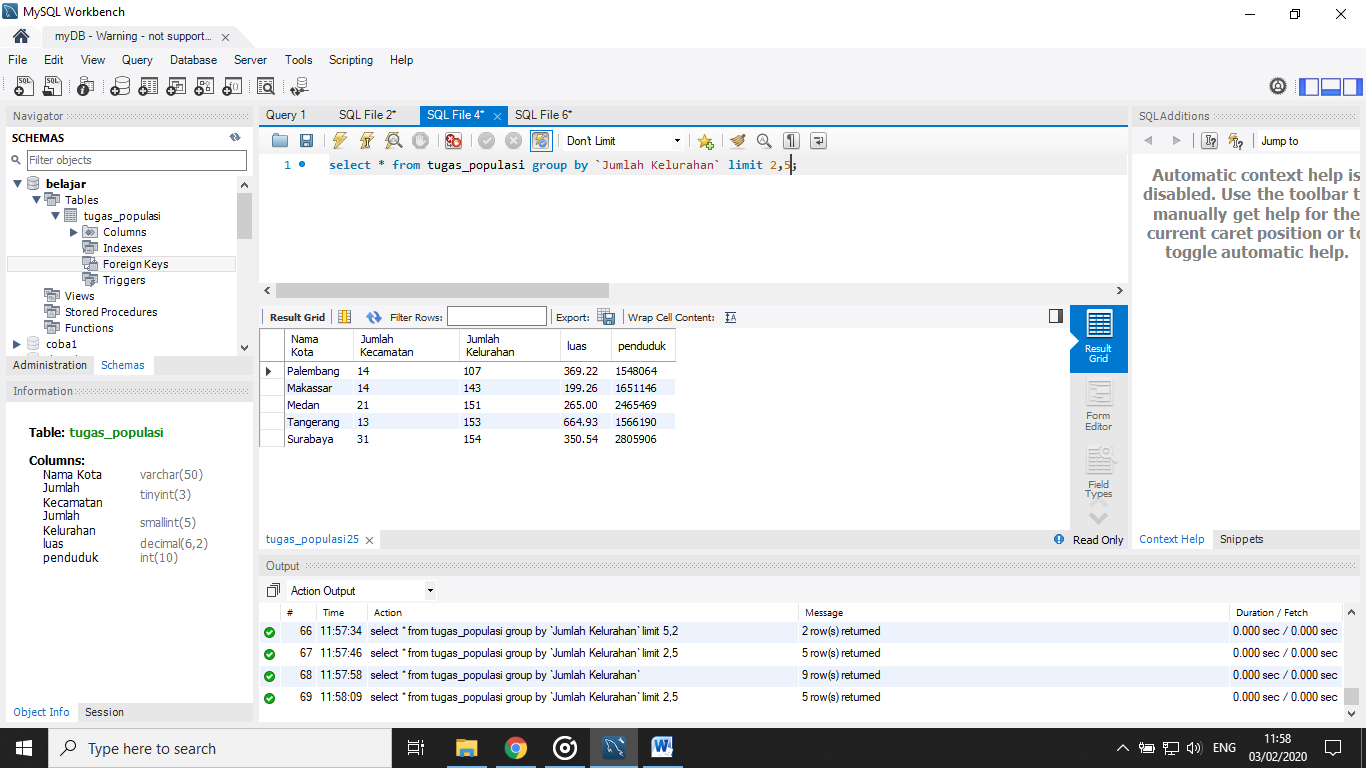 MySQL Workbench
myDB - Warning - not support...
File Edit View Query Database Server Tools Scripting Help
Navigator
SCHEMAS
Filter objects
belajar
Tables
tugas_populasi
Columns
Indexes
Foreign Keys
Triggers
Views
Stored Procedures
Functions
coba1
Administration Schemas
Information
Table: tugas_populasi
Columns:
Nama Kota varchar(50)
Jumlah
Kecamatan tinyint(3)
Jumlah
Kelurahan smallint(5)
luas decimal(6,2)
penduduk int(10)
Object Info Session
Query 1 SQL File 2* SQL File 4* SQL File 6*
Don't Limit
1 select * from tugas_populasi group by `Jumlah Kelurahan` limit 2,5;
Result Grid Filter Rows: Export: Wrap Cell Content: IA
Nama Kota Jumlah Kecamatan Jumlah Kelurahan luas penduduk
Palembang 14 107 369.22 1548064
Makassar 14 143 199.26 1651146
Medan 21 151 265.00 2465469
Tangerang 13 153 664.93 1566190
Surabaya 31 154 350.54 2805906
Result Grid
Form Editor
Field Types
tugas_populasi25
Read Only
SQLAdditions
Jump to
Automatic context help is
disabled. Use the toolbar t
manually get help for the
current caret position or to
toggle automatic help.
Context Help Snippets
Output
Action Output
# Time Action Message Duration / Fetch
66 11:57:34 select * from tugas_populasi group by `Jumlah Kelurahan` limit 5,2 2 row(s) returned 0.000 sec / 0.000 sec
67 11:57:46 select * from tugas_populasi group by `Jumlah Kelurahan` limit 2,5 5 row(s) returned 0.000 sec / 0.000 sec
68 11:57:58 select * from tugas_populasi group by `Jumlah Kelurahan` 9 row(s) returned 0.000 sec / 0.000 sec
69 11:58:09 select * from tugas_populasi group by `Jumlah Kelurahan` limit 2,5 5 row(s) returned 0.000 sec / 0.000 sec
Type here to search
ENG
11:58
03/02/2020